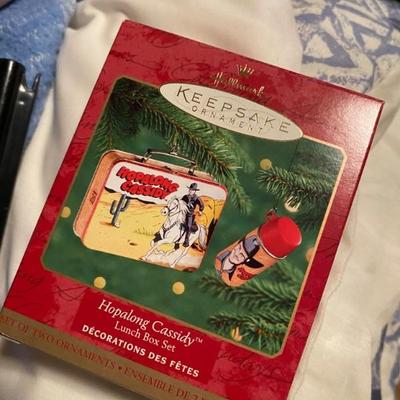 Hallmark
KEEPSAKE
ORNAMENT
HOPALONG
CASSIDY
Hopalong Cassidy™
Lunch Box Set
DÉCORATIONS DES FÊTES
SET OF TWO ORNAMENTS • ENSEMBLE DE